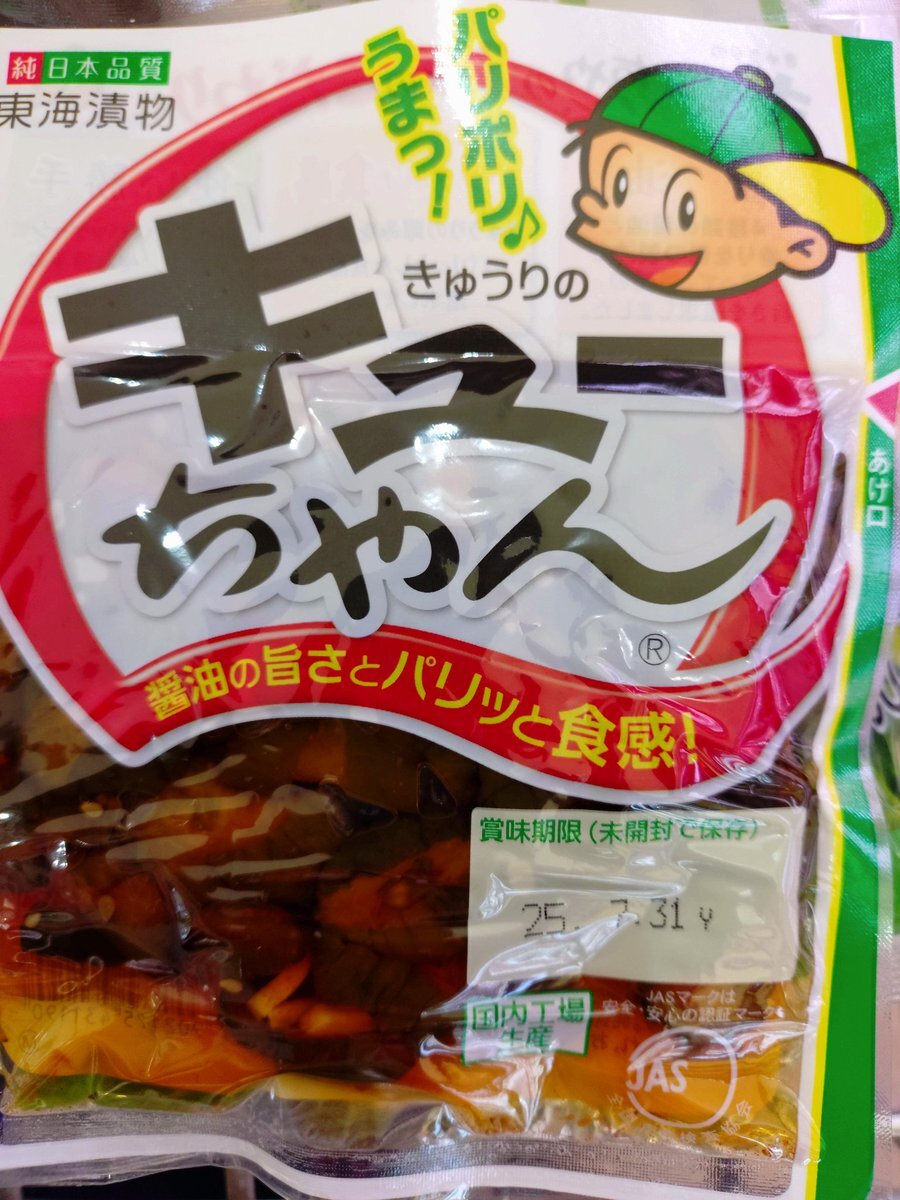 純日本品質
東海漬物
パリポリ♪
うまっ!
きゅうりの
キュー
ちゃん
®
醤油の旨さとパリッと食感!
あけ口
賞味期限(未開封で保存)
25. 7.31 Y
国内工場
生産
JASマークは
安全・安心の認証マーク
JAS